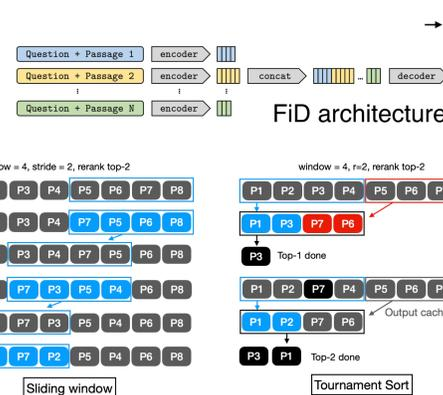 Question + Passage 1 encoder
Question + Passage 2 encoder concat ... decoder
Question + Passage N encoder
FiD architecture
= 4, stride = 2, rerank top-2
P3 P4 P5 P6 P7 P8
P3 P4 P7 P5 P6 P8
P3 P4 P7 P5 P6 P8
P7 P3 P5 P4 P6 P8
P7 P3 P5 P4 P6 P8
P7 P2 P5 P4 P6 P8
Sliding window
window = 4, r=2, rerank top-2
P1 P2 P3 P4 P5 P6
P1 P3 P7 P6
P3 Top-1 done
P1 P2 P7 P4 P5 P6
P1 P2 P7 P6 Output
P3 P1 Top-2 done
Tournament Sort